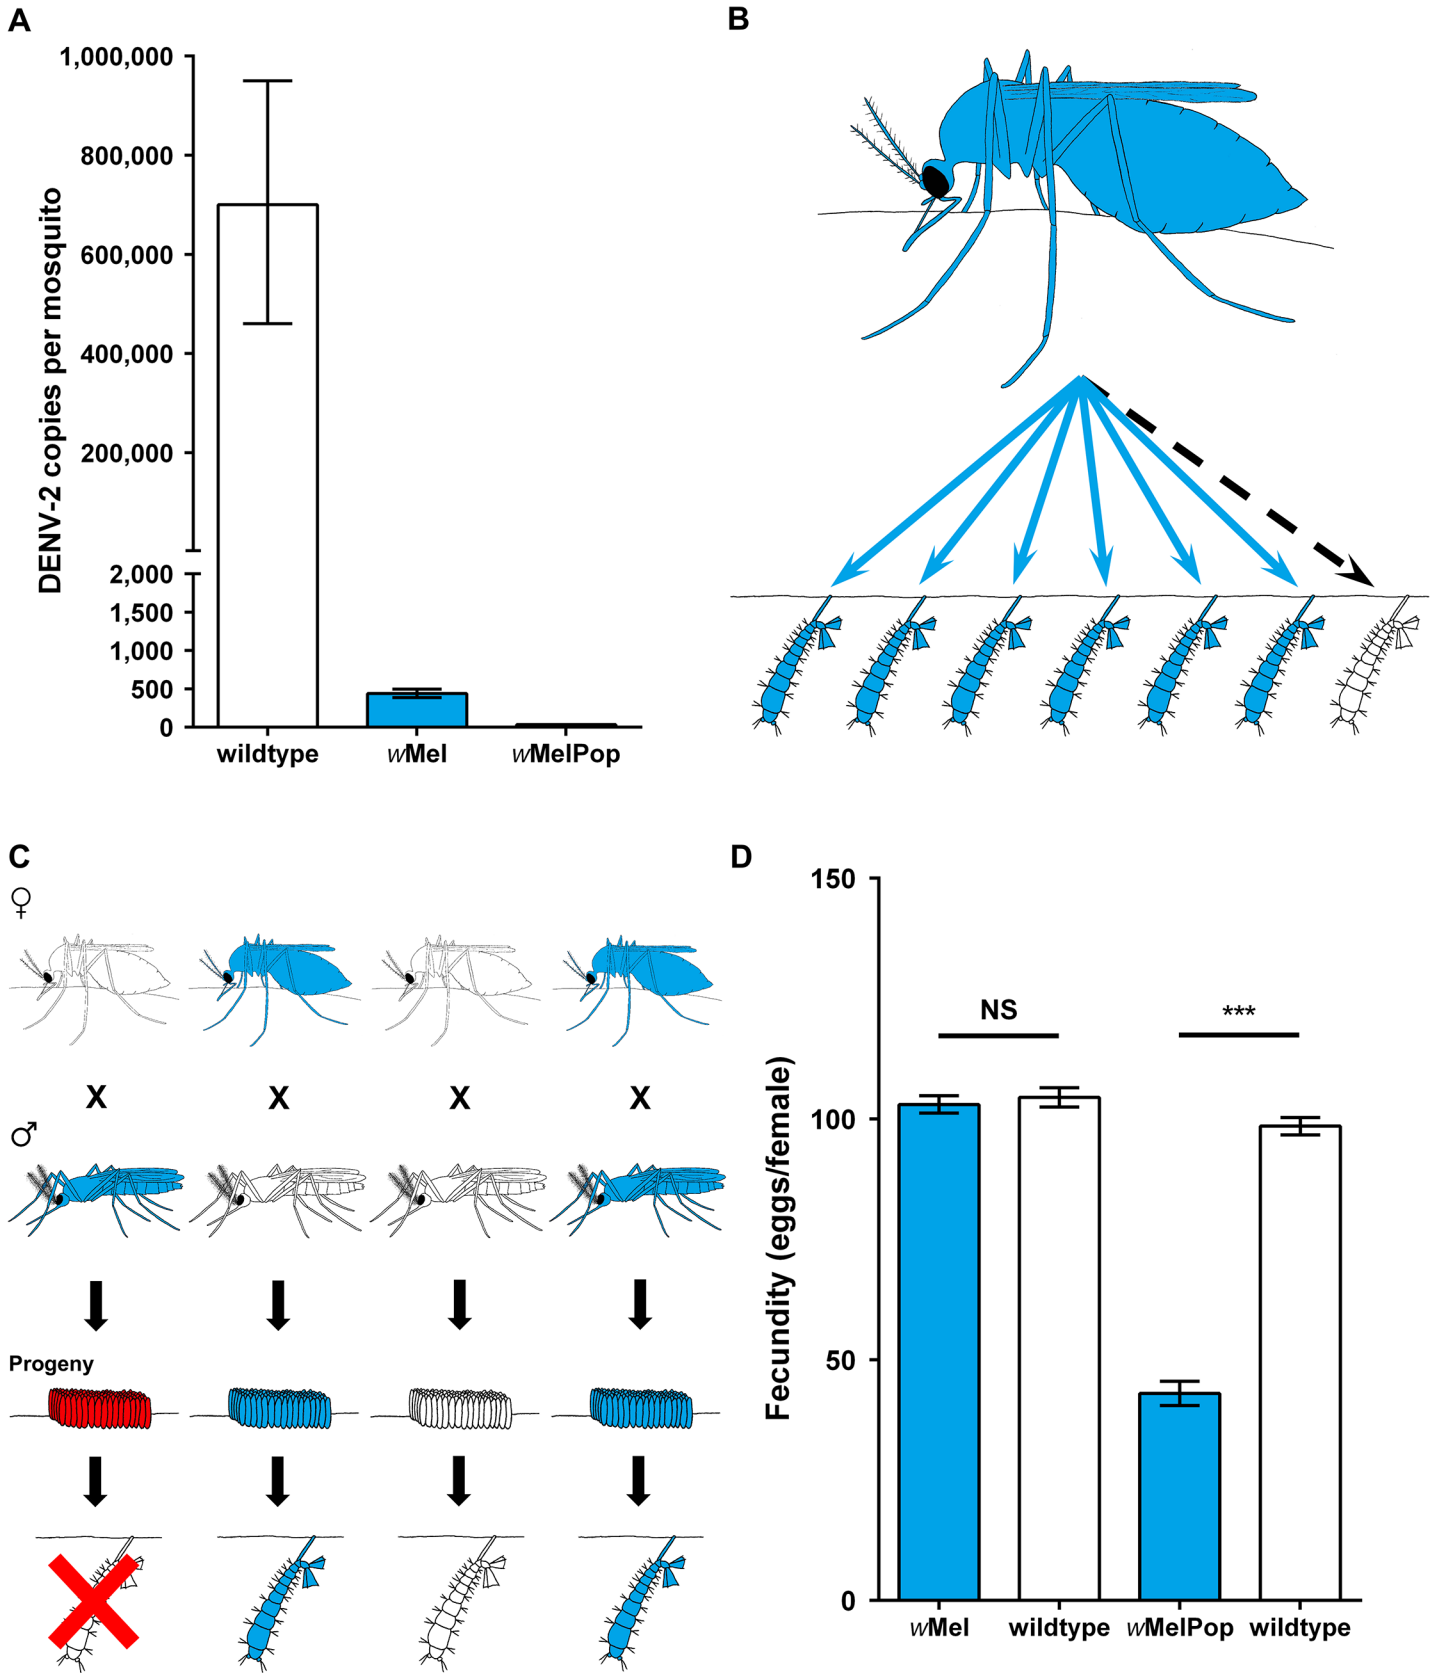 A
DENV-2 copies per mosquito
1,000,000
800,000
600,000
400,000
200,000
2,000
1,500
1,000
500
0
wildtype wMel wMelPop
B
C
♀
X X X X
♂
Progeny
D
Fecundity (eggs/female)
150
100
50
0
NS ***
wMel wildtype wMelPop wildtype